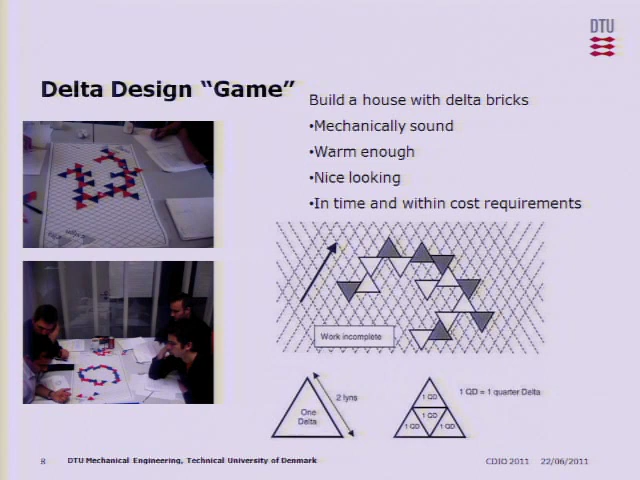 DTU
Delta Design “Game”
Build a house with delta bricks
•Mechanically sound
•Warm enough
•Nice looking
•In time and within cost requirements
Work incomplete
2 lyns
One
Delta
1 QD
1 QD
1 QD
1 QD
1 QD = 1 quarter Delta
8
DTU Mechanical Engineering, Technical University of Denmark
CDIO 2011
22/06/2011